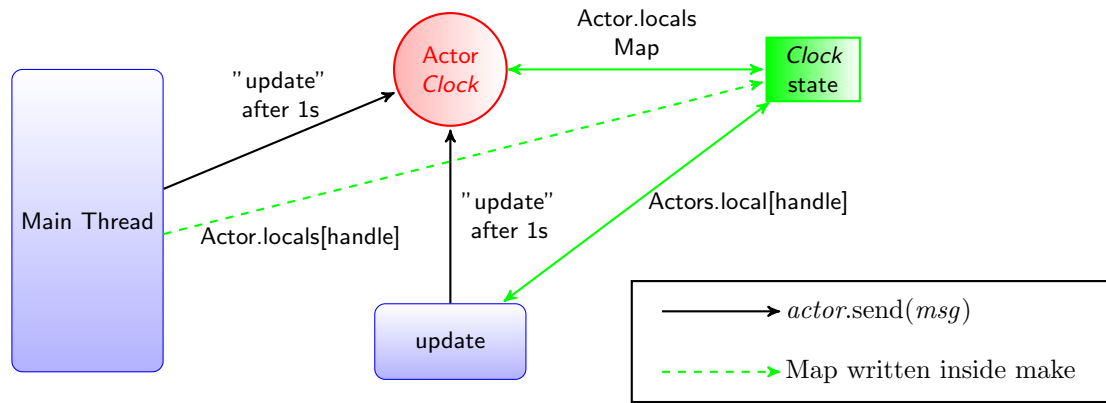 Actor.locals
Map
Actor
Clock
Clock
state
"update"
after 1s
Main Thread
"update"
after 1s
Actors.local[handle]
Actor.locals[handle]
update
actor.send(msg)
Map written inside make